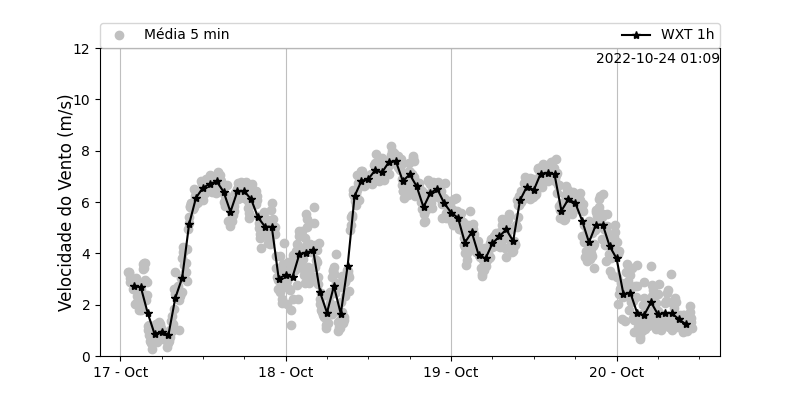 Média 5 min
WXT 1h
2022-10-24 01:09
Velocidade do Vento (m/s)
12
10
8
6
4
2
0
17 - Oct
18 - Oct
19 - Oct
20 - Oct